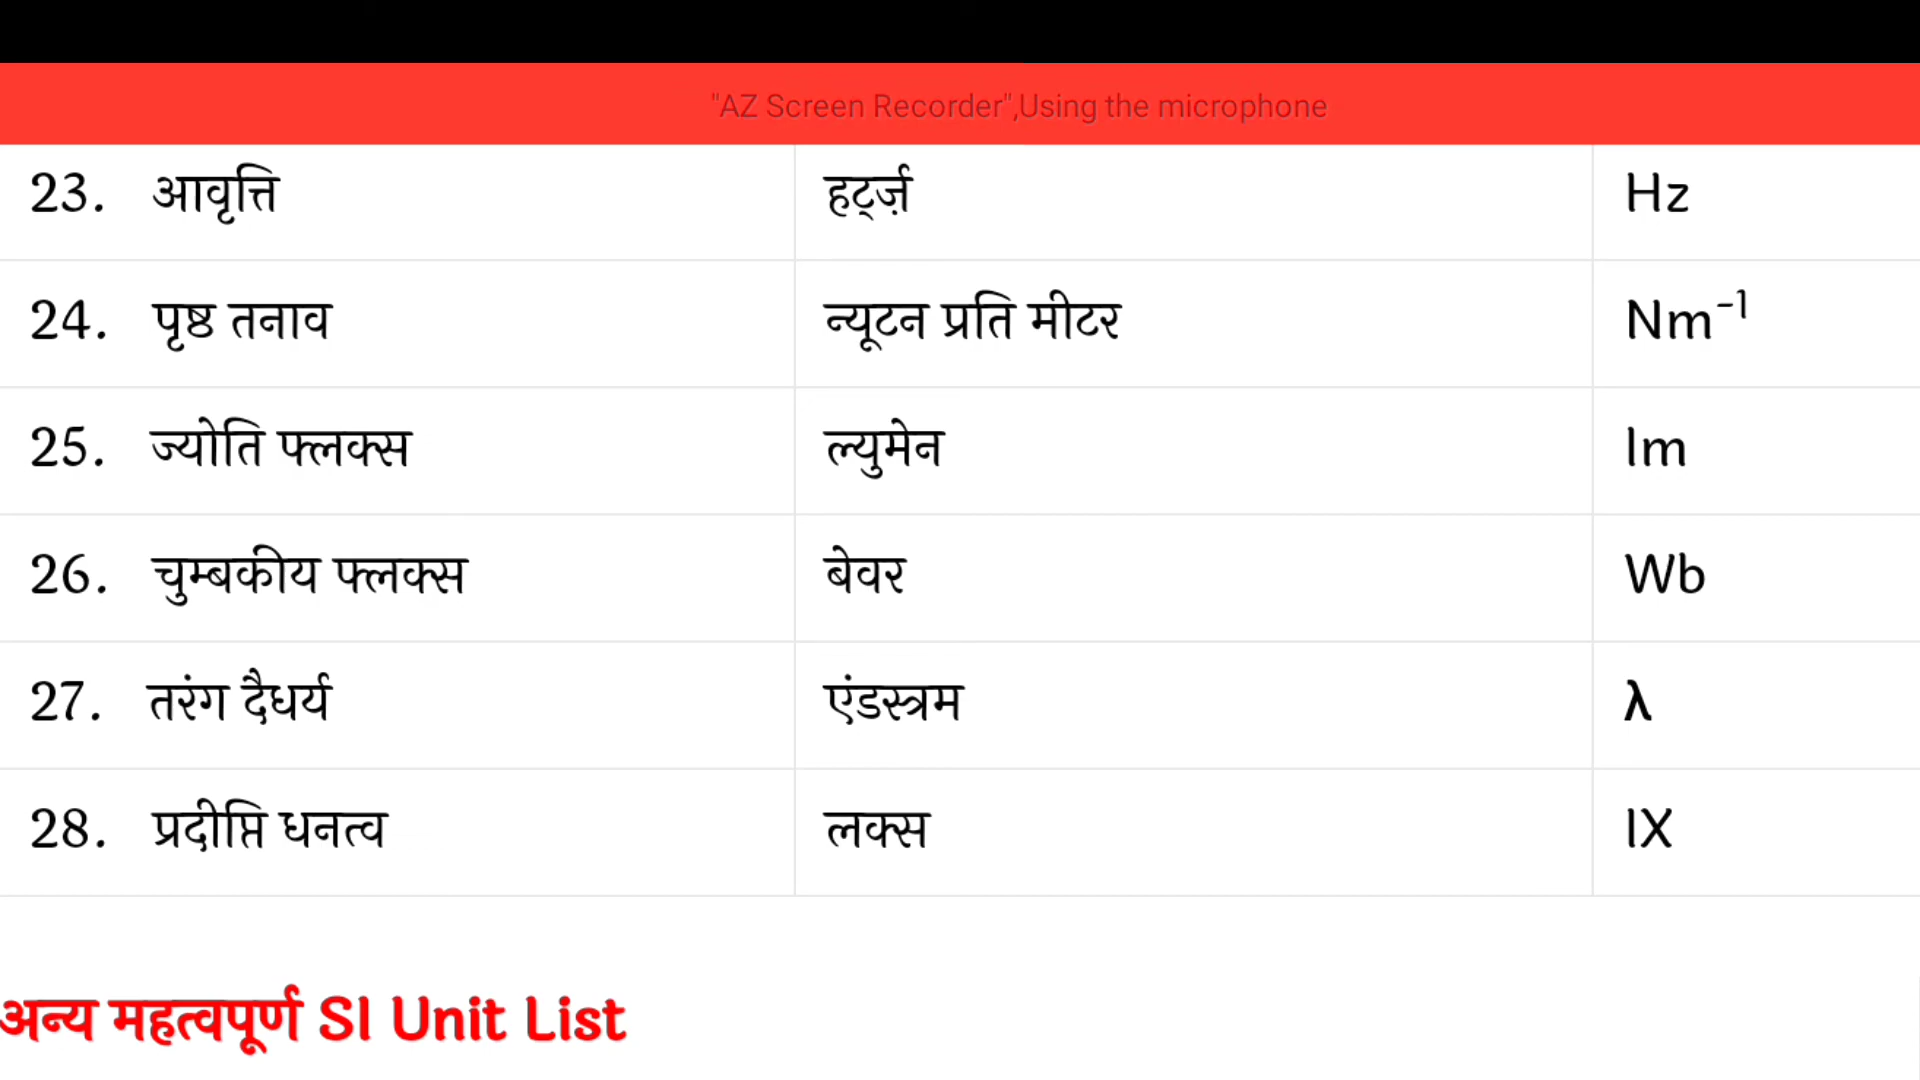 "AZ Screen Recorder",Using the microphone
23. आवृत्ति हर्ट्ज़ Hz
24. पृष्ठ तनाव न्यूटन प्रति मीटर Nm⁻¹
25. ज्योति फ्लक्स ल्युमेन lm
26. चुम्बकीय फ्लक्स बेवर Wb
27. तरंग दैधर्य एंडस्त्रम λ
28. प्रदीप्ति धनत्व लक्स lX
अन्य महत्वपूर्ण SI Unit List